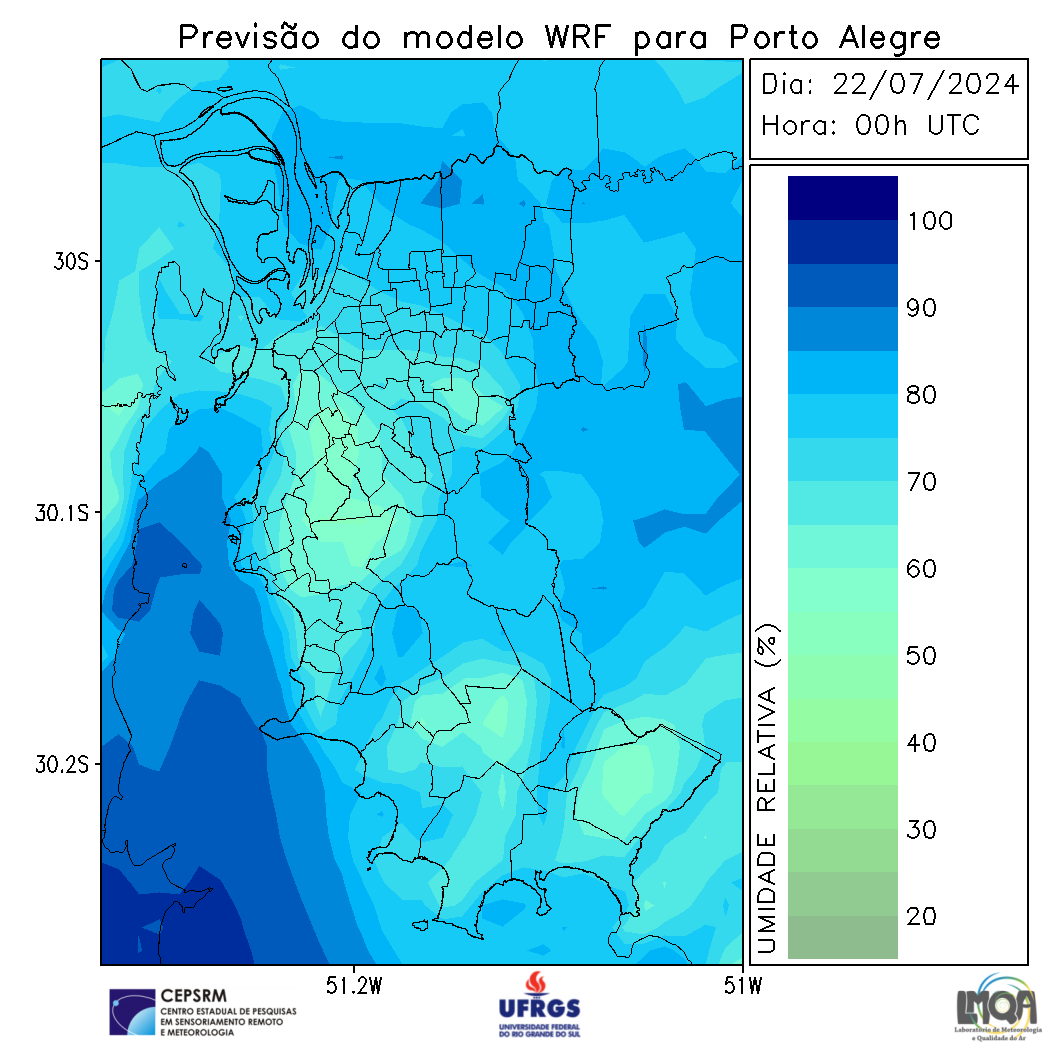 Previsão do modelo WRF para Porto Alegre
Dia: 22/07/2024
Hora: 00h UTC
100
90
80
70
60
50
40
30
20
UMIDADE RELATIVA (%)
30S
30.1S
30.2S
51.2W
51W
CEPSRM
CENTRO ESTADUAL DE PESQUISAS
EM SENSORIAMENTO REMOTO
E METEOROLOGIA
UFRGS
UNIVERSIDADE FEDERAL
DO RIO GRANDE DO SUL
LMQA
Laboratório de Meteorologia
e Qualidade do Ar